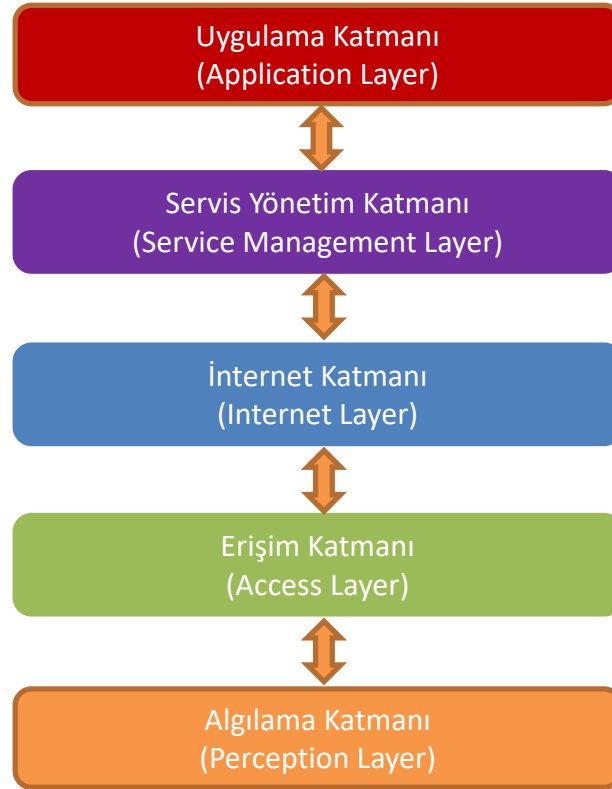 Uygulama Katmanı
(Application Layer)
Servis Yönetim Katmanı
(Service Management Layer)
İnternet Katmanı
(Internet Layer)
Erişim Katmanı
(Access Layer)
Algılama Katmanı
(Perception Layer)